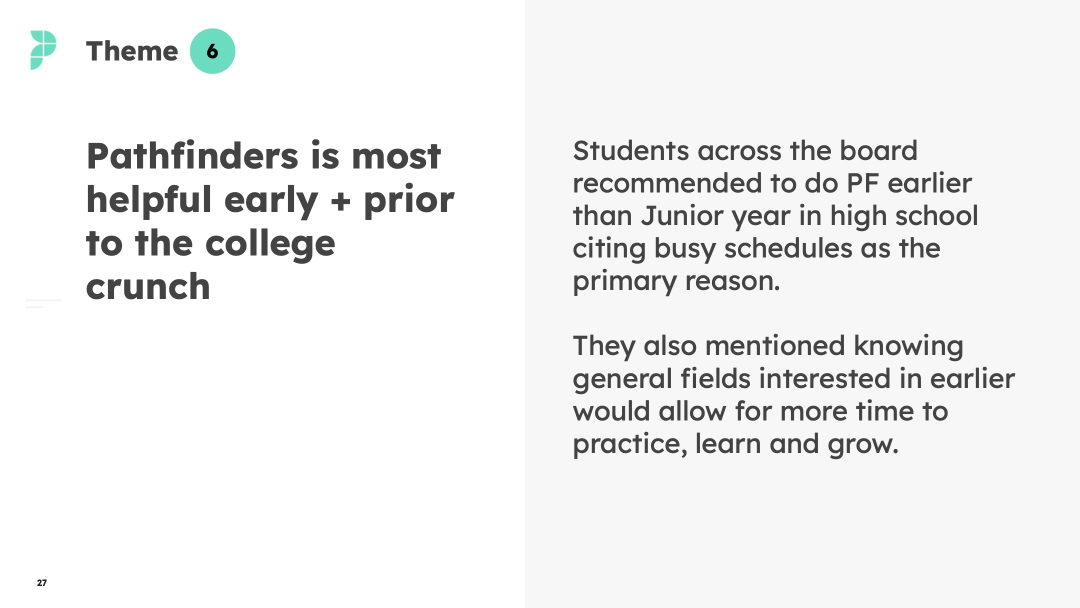 Theme 6
Pathfinders is most
helpful early + prior
to the college
crunch
Students across the board
recommended to do PF earlier
than Junior year in high school
citing busy schedules as the
primary reason.
They also mentioned knowing
general fields interested in earlier
would allow for more time to
practice, learn and grow.
27